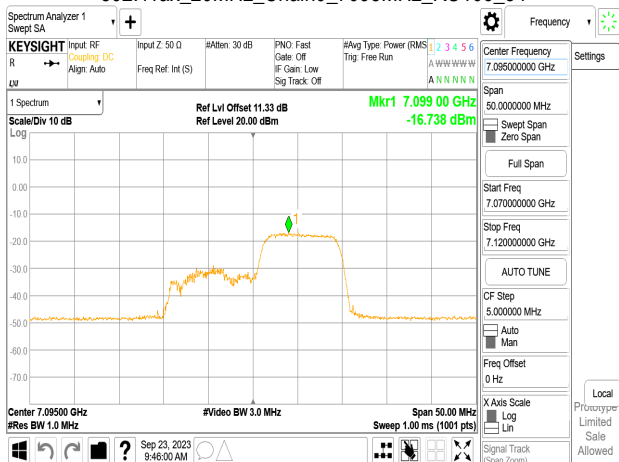 Spectrum Analyzer 1
Swept SA
Frequency
KEYSIGHT
R
LXI
Input: RF
Coupling: DC
Align: Auto
Input Z: 50 Ω
Freq Ref: Int (S)
#Atten: 30 dB
PNO: Fast
Gate: Off
IF Gain: Low
Sig Track: Off
#Avg Type: Power (RMS
Trig: Free Run
1 2 3 4 5 6
A W W W W W
A N N N N N
1 Spectrum
Scale/Div 10 dB
Log
Ref Lvl Offset 11.33 dB
Ref Level 20.00 dBm
Mkr1 7.099 00 GHz
-16.738 dBm
10.0
0.00
-10.0
-20.0
-30.0
-40.0
-50.0
-60.0
-70.0
1
Center 7.09500 GHz
#Res BW 1.0 MHz
#Video BW 3.0 MHz
Span 50.00 MHz
Sweep 1.00 ms (1001 pts)
Sep 23, 2023
9:46:00 AM
Center Frequency
7.095000000 GHz
Span
50.0000000 MHz
Swept Span
Zero Span
Full Span
Start Freq
7.070000000 GHz
Stop Freq
7.120000000 GHz
AUTO TUNE
CF Step
5.000000 MHz
Auto
Man
Freq Offset
0 Hz
X Axis Scale
Log
Lin
Signal Track
(Span Zoom)
Settings
Local
Prototype
Limited
Sale
Allowed